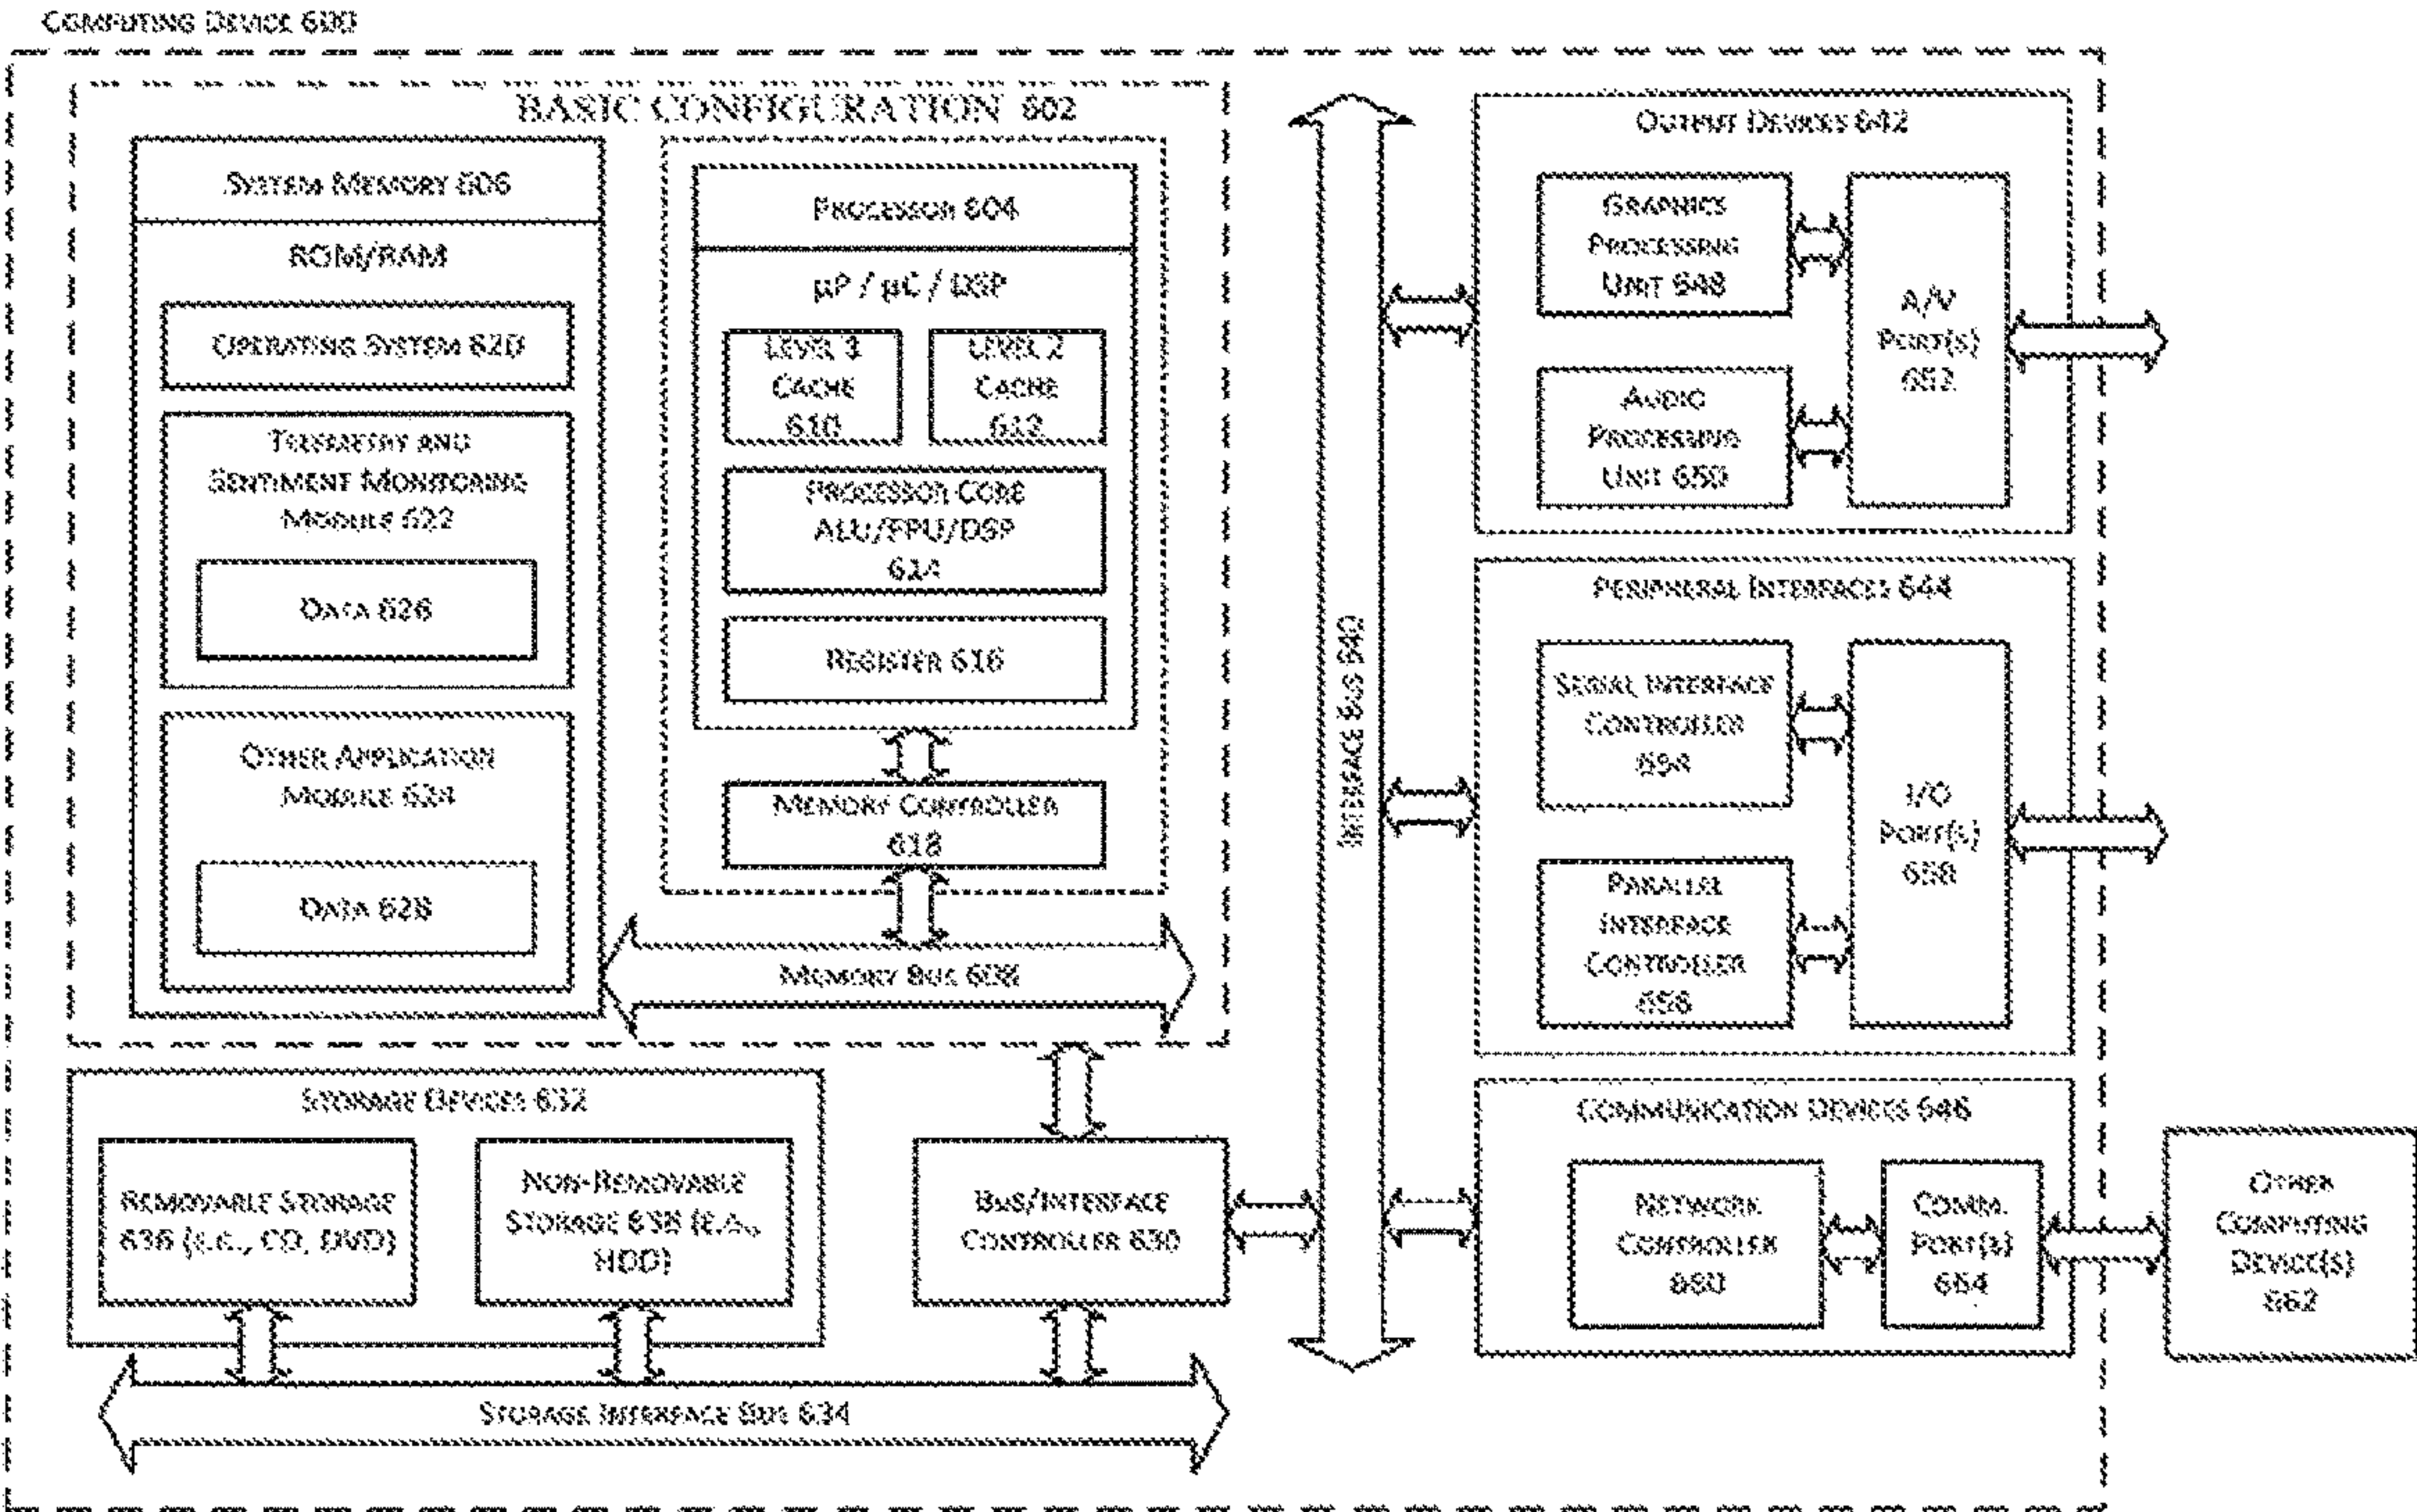 COMPUTING DEVICE 600
BASIC CONFIGURATION 602
SYSTEM MEMORY 606
ROM/RAM
OPERATING SYSTEM 620
TELEMETRY AND
SENTIMENT MONITORING
MODULE 622
DATA 626
OTHER APPLICATION
MODULE 624
DATA 628
PROCESSOR 604
µP / µC / DSP
LEVEL 1
CACHE
610
LEVEL 2
CACHE
612
PROCESSOR CORE
ALU/FPU/DSP
614
REGISTER 616
MEMORY CONTROLLER
618
MEMORY BUS 608
STORAGE DEVICES 632
REMOVABLE STORAGE
636 (E.G., CD, DVD)
NON-REMOVABLE
STORAGE 638 (E.G.,
HDD)
BUS/INTERFACE
CONTROLLER 630
STORAGE INTERFACE BUS 634
INTERFACE BUS 640
OUTPUT DEVICES 642
GRAPHICS
PROCESSING
UNIT 648
AUDIO
PROCESSING
UNIT 650
A/V
PORT(S)
652
PERIPHERAL INTERFACES 644
SERIAL INTERFACE
CONTROLLER
654
PARALLEL
INTERFACE
CONTROLLER
656
I/O
PORT(S)
658
COMMUNICATION DEVICES 646
NETWORK
CONTROLLER
660
COMM.
PORT(S)
664
OTHER
COMPUTING
DEVICE(S)
662